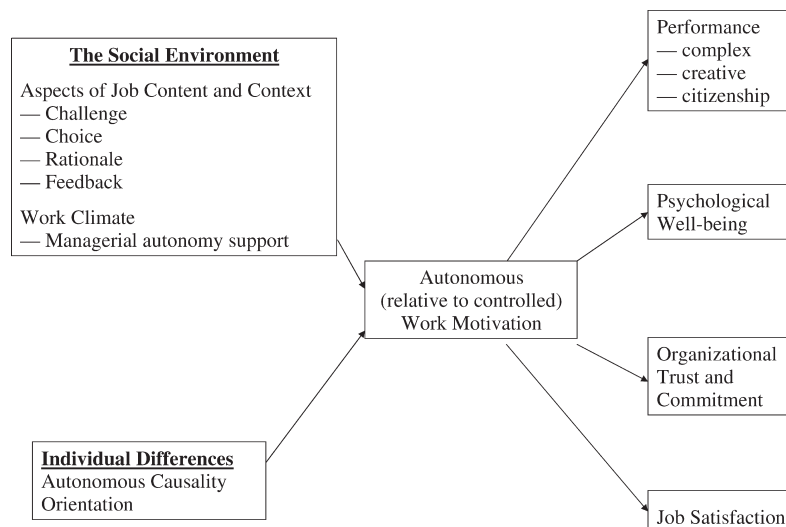 The Social Environment
Aspects of Job Content and Context
— Challenge
— Choice
— Rationale
— Feedback
Work Climate
— Managerial autonomy support
Individual Differences
Autonomous Causality
Orientation
Autonomous
(relative to controlled)
Work Motivation
Performance
— complex
— creative
— citizenship
Psychological
Well-being
Organizational
Trust and
Commitment
Job Satisfaction